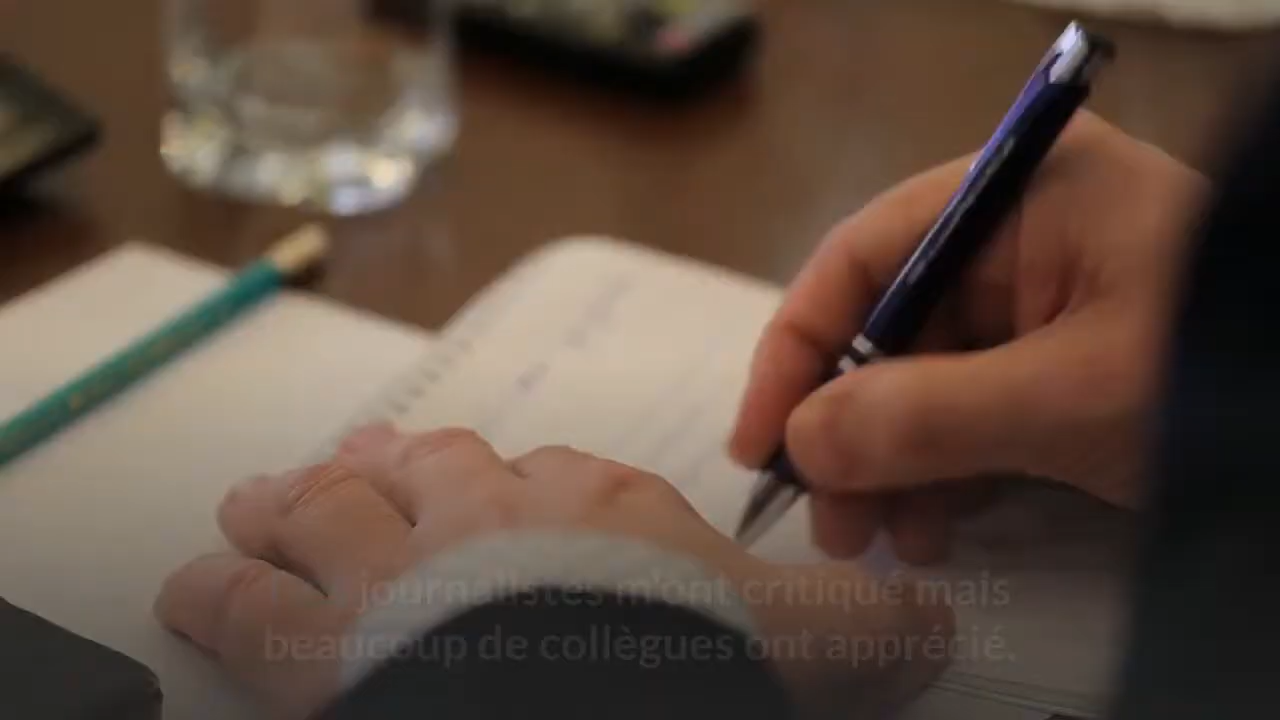 journalistes m'ont critiqué mais
beaucoup de collègues ont apprécié.